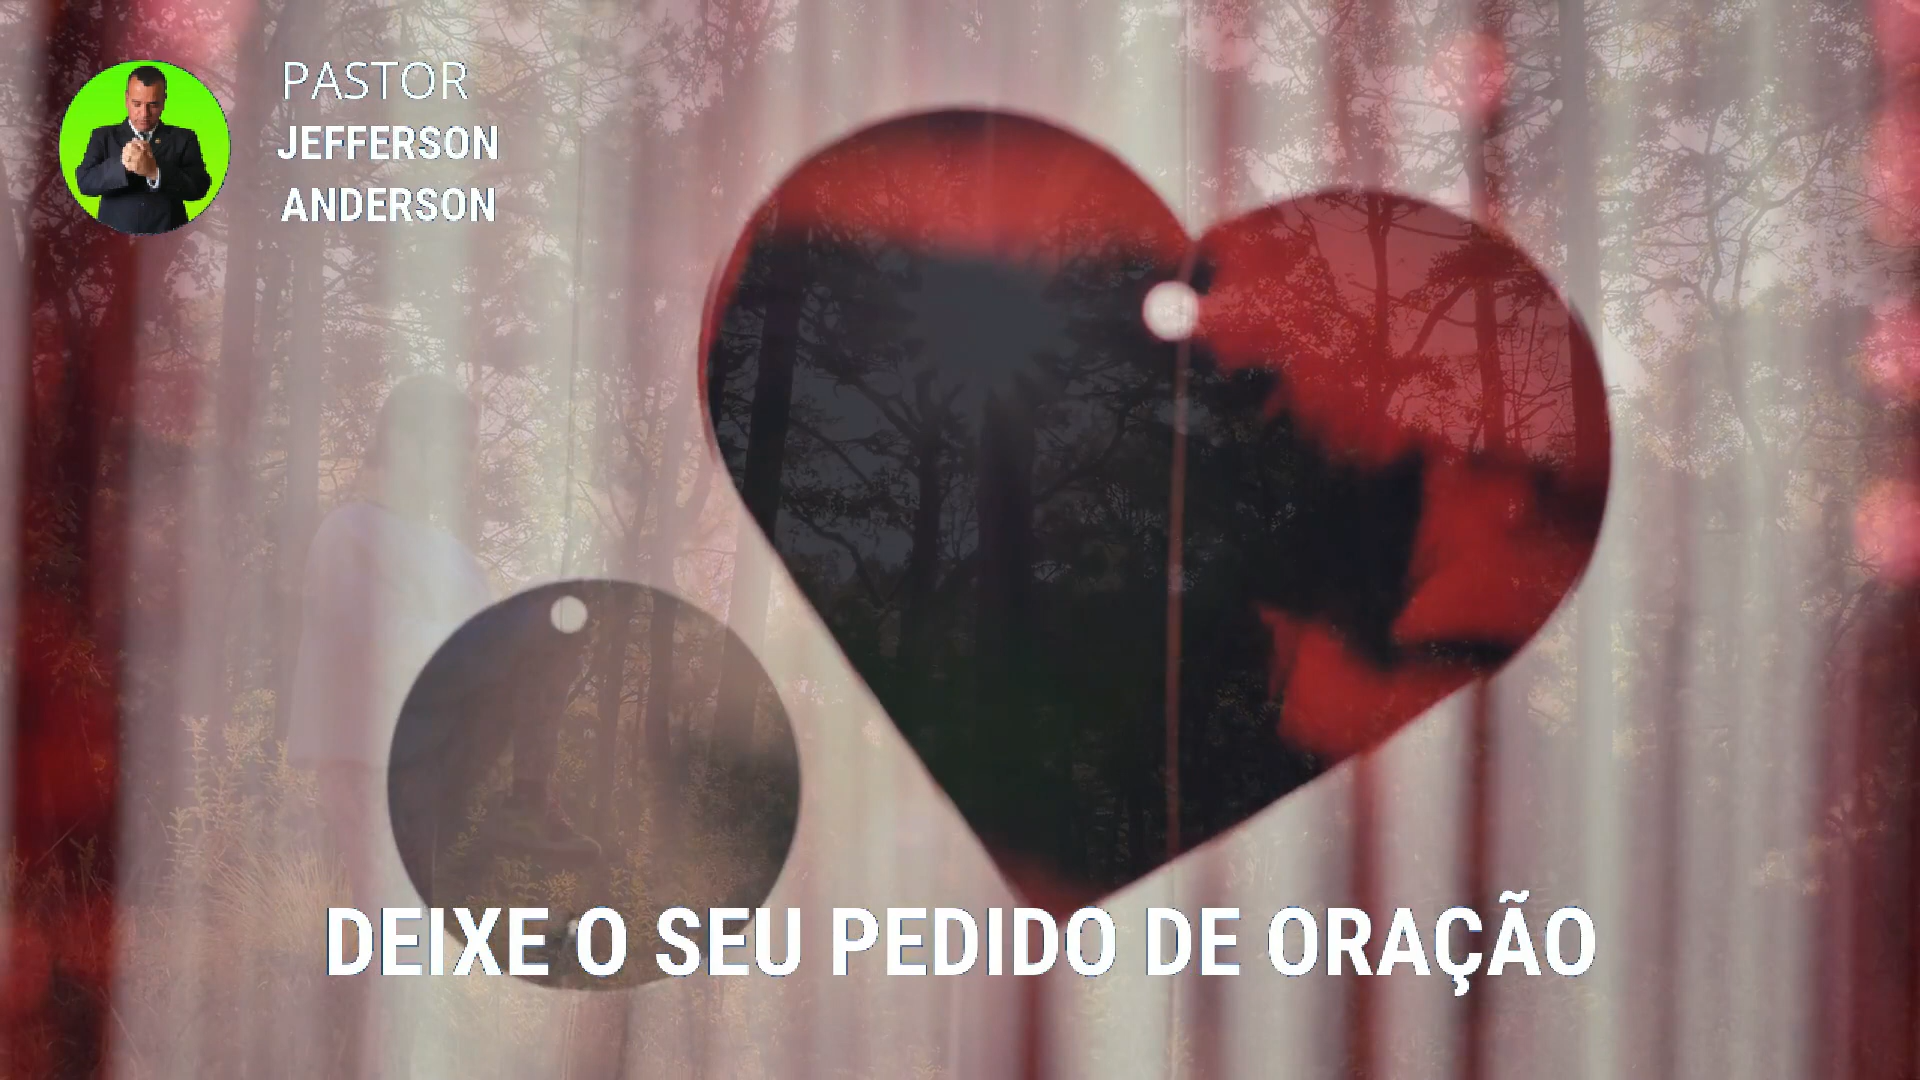 PASTOR
JEFFERSON
ANDERSON
DEIXE O SEU PEDIDO DE ORAÇÃO